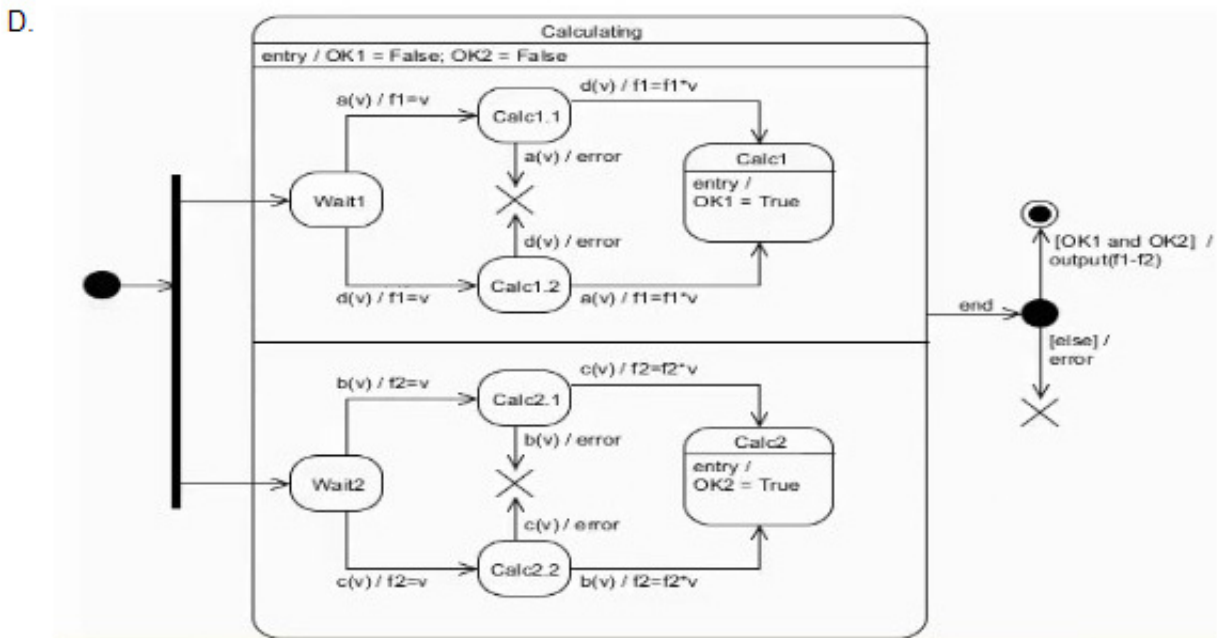 D.
Calculating
entry / OK1 = False; OK2 = False
a(v) / f1=v
Calc1.1
d(v) / f1=f1*v
a(v) / error
Calc1
entry /
OK1 = True
Wait1
d(v) / error
d(v) / f1=v
Calc1.2
a(v) / f1=f1*v
[OK1 and OK2] /
output(f1-f2)
end
[else] /
error
b(v) / f2=v
Calc2.1
c(v) / f2=f2*v
b(v) / error
Calc2
entry /
OK2 = True
Wait2
c(v) / error
c(v) / f2=v
Calc2.2
b(v) / f2=f2*v